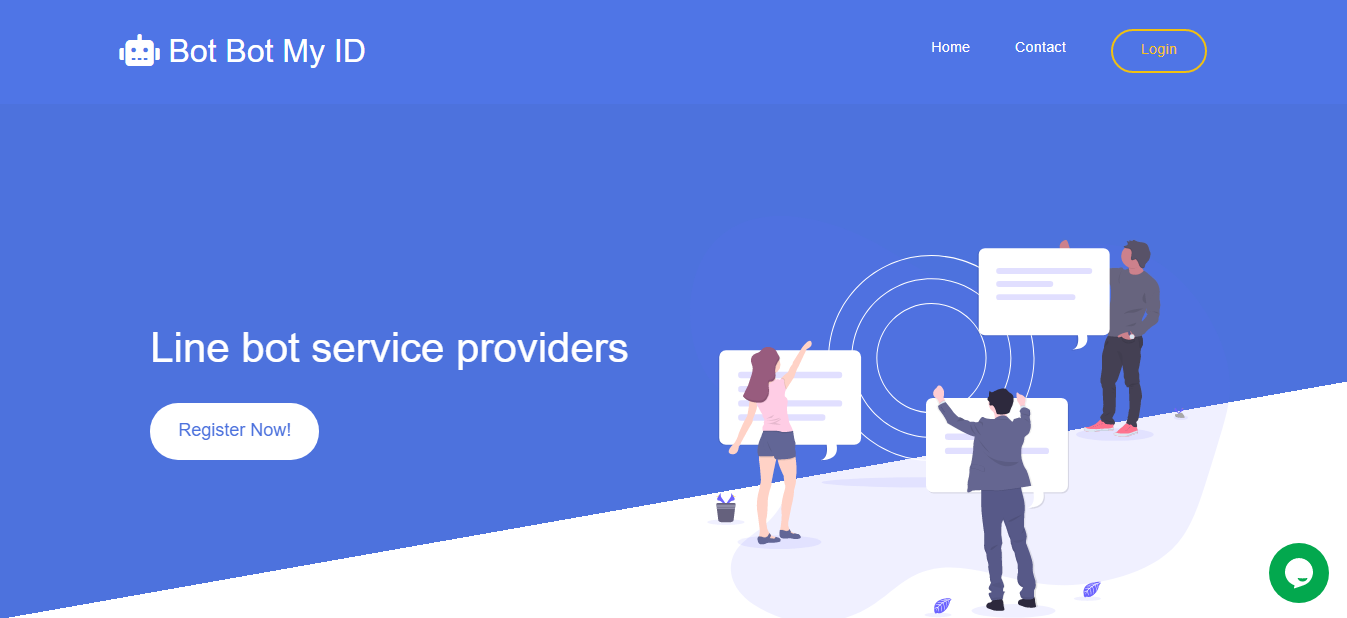 Bot Bot My ID
Home
Contact
Login
Line bot service providers
Register Now!